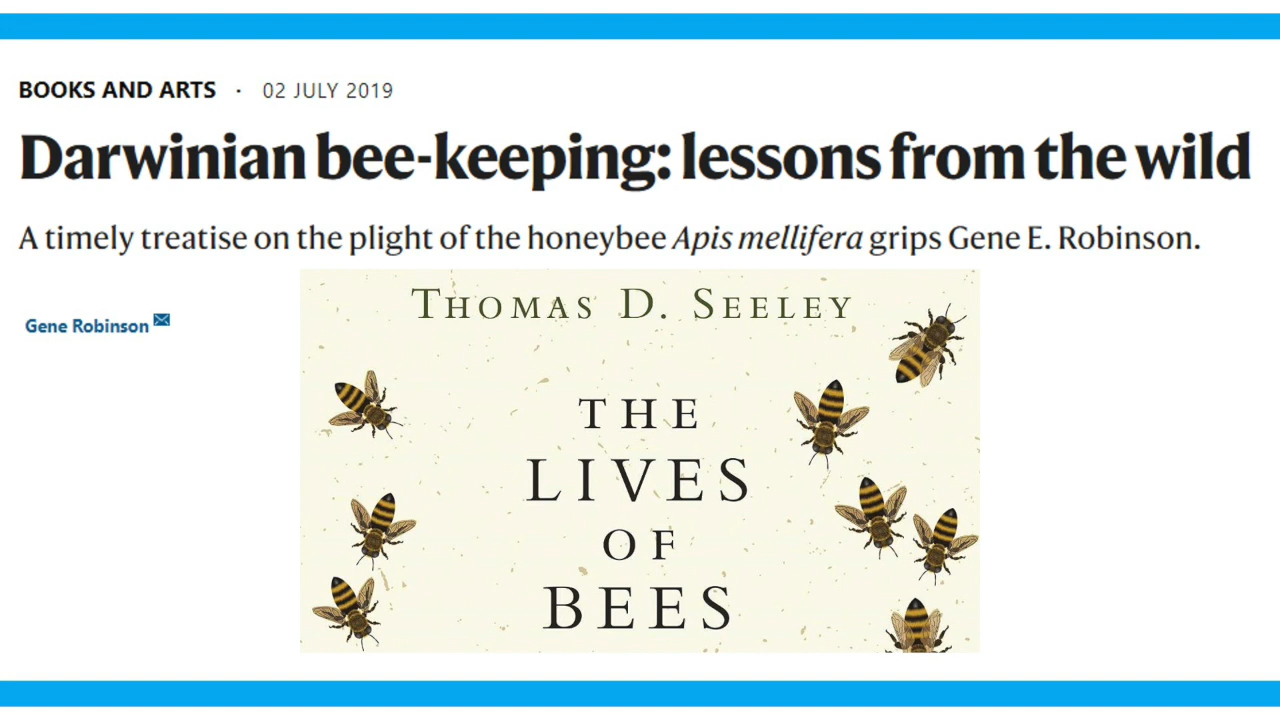 BOOKS AND ARTS · 02 JULY 2019
Darwinian bee-keeping: lessons from the wild
A timely treatise on the plight of the honeybee Apis mellifera grips Gene E. Robinson.
Gene Robinson
THOMAS D. SEELEY
THE
LIVES
OF
BEES